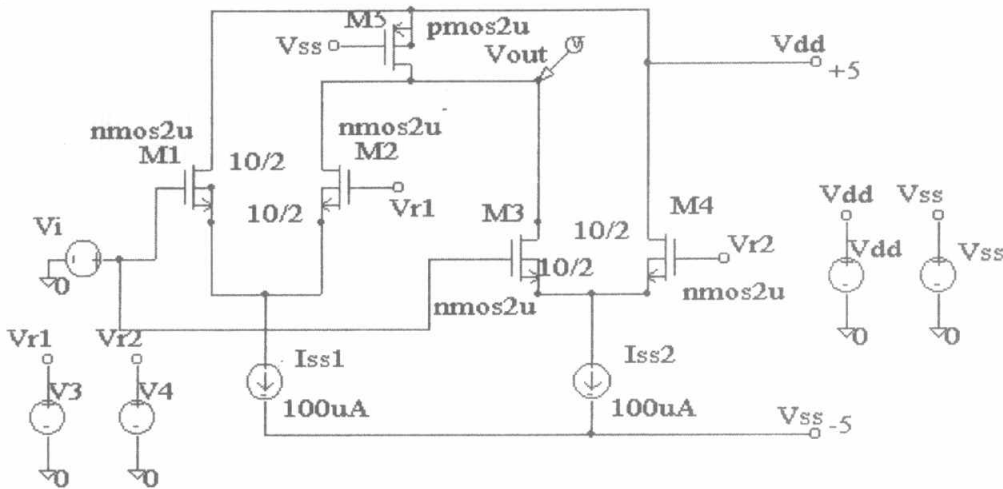 M5
pmos2u
Vss
Vout
V
Vdd
+5
nmos2u
M1
10/2
nmos2u
M2
10/2
Vr1
M3
10/2
M4
Vr2
10/2
nmos2u
nmos2u
Vi
0
Vdd
Vss
Vdd
Vss
0
0
Vr1
Vr2
V3
V4
0
0
Iss1
100uA
Iss2
100uA
Vss
-5